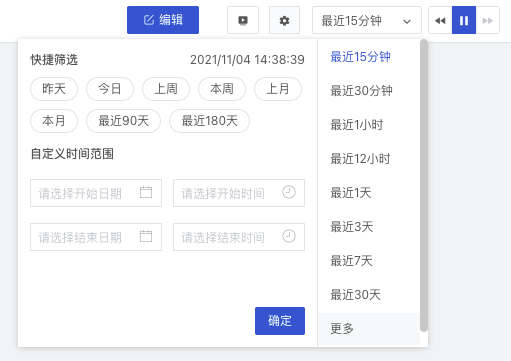 编辑
最近15分钟
快捷筛选
2021/11/04 14:38:39
昨天
今日
上周
本周
上月
本月
最近90天
最近180天
自定义时间范围
请选择开始日期
请选择开始时间
请选择结束日期
请选择结束时间
确定
最近15分钟
最近30分钟
最近1小时
最近12小时
最近1天
最近3天
最近7天
最近30天
更多